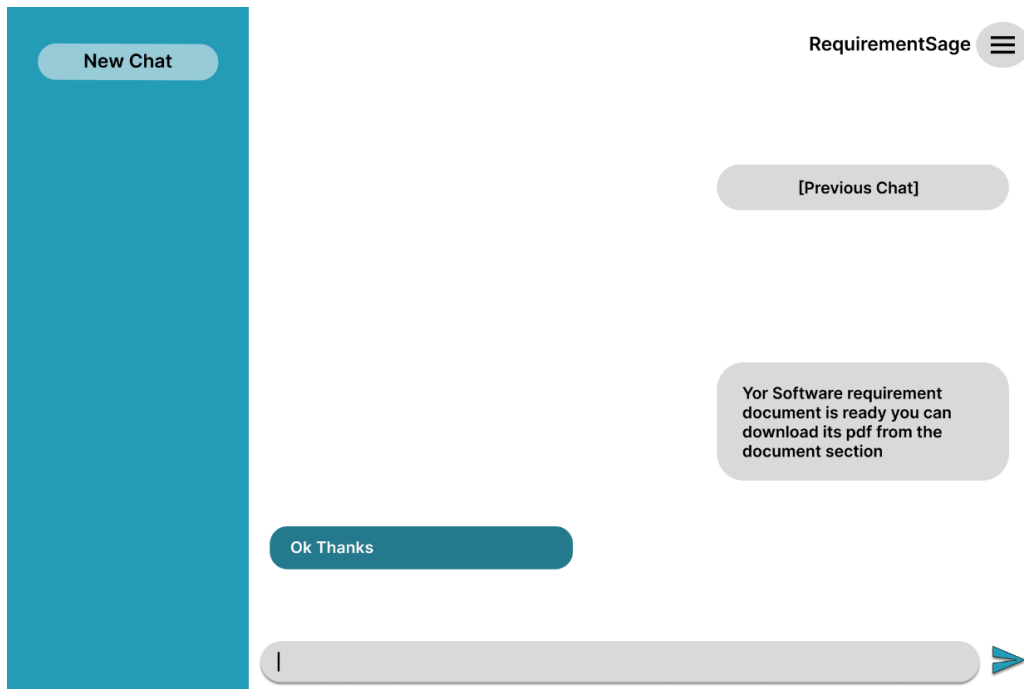 New Chat
RequirementSage
[Previous Chat]
Yor Software requirement
document is ready you can
download its pdf from the
document section
Ok Thanks